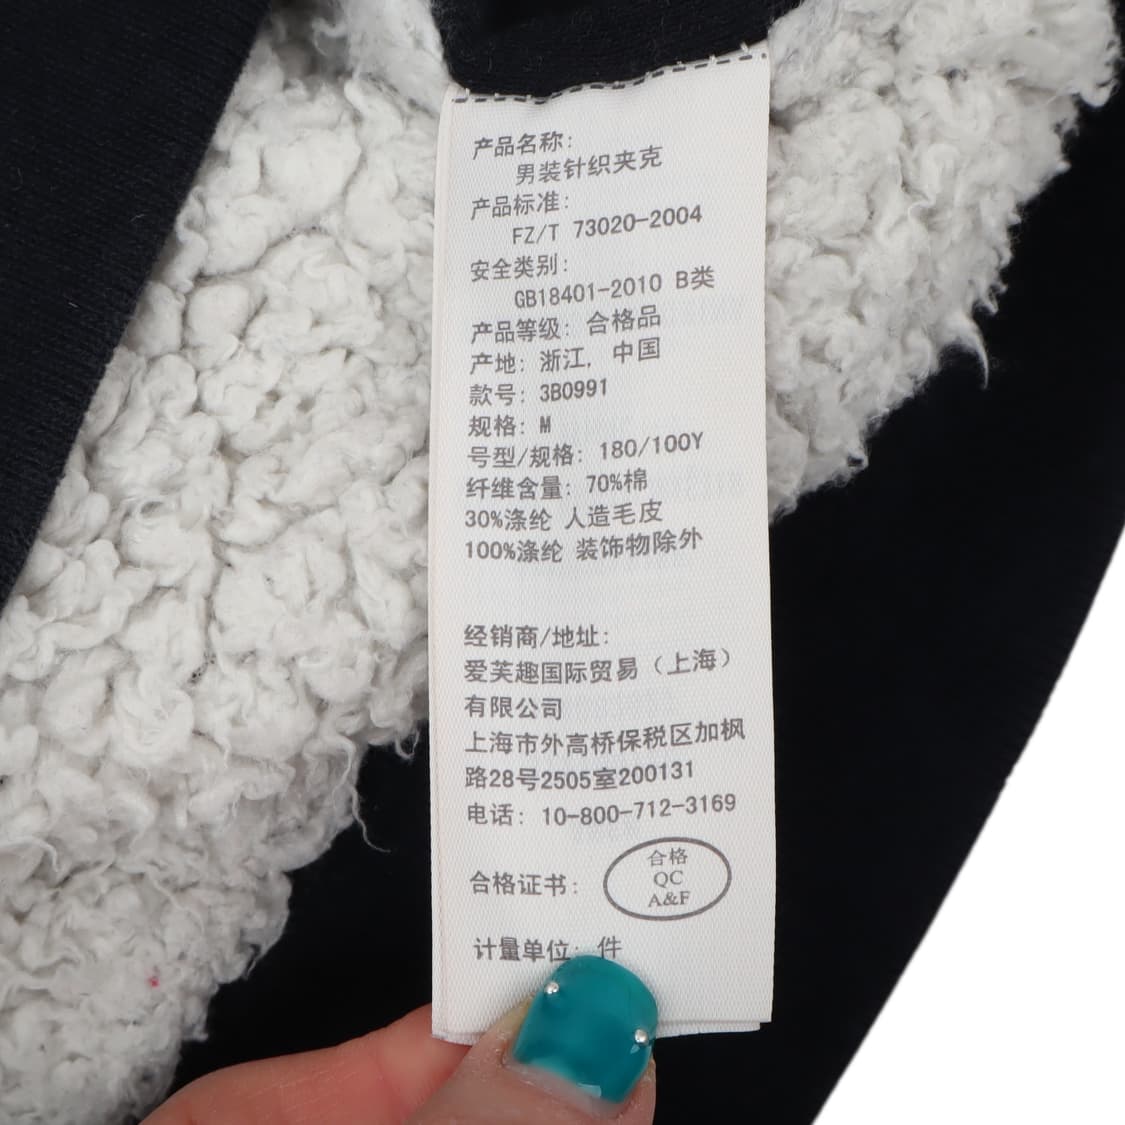 产品名称:
男装针织夹克
产品标准:
FZ/T 73020-2004
安全类别:
GB18401-2010 B类
产品等级: 合格品
产地: 浙江, 中国
款号: 3B0991
规格: M
号型/规格: 180/100Y
纤维含量: 70%棉
30%涤纶 人造毛皮
100%涤纶 装饰物除外
经销商/地址:
爱芙趣国际贸易（上海）
有限公司
上海市外高桥保税区加枫
路28号2505室200131
电话: 10-800-712-3169
合格
QC
A&F
合格证书:
计量单位: 件